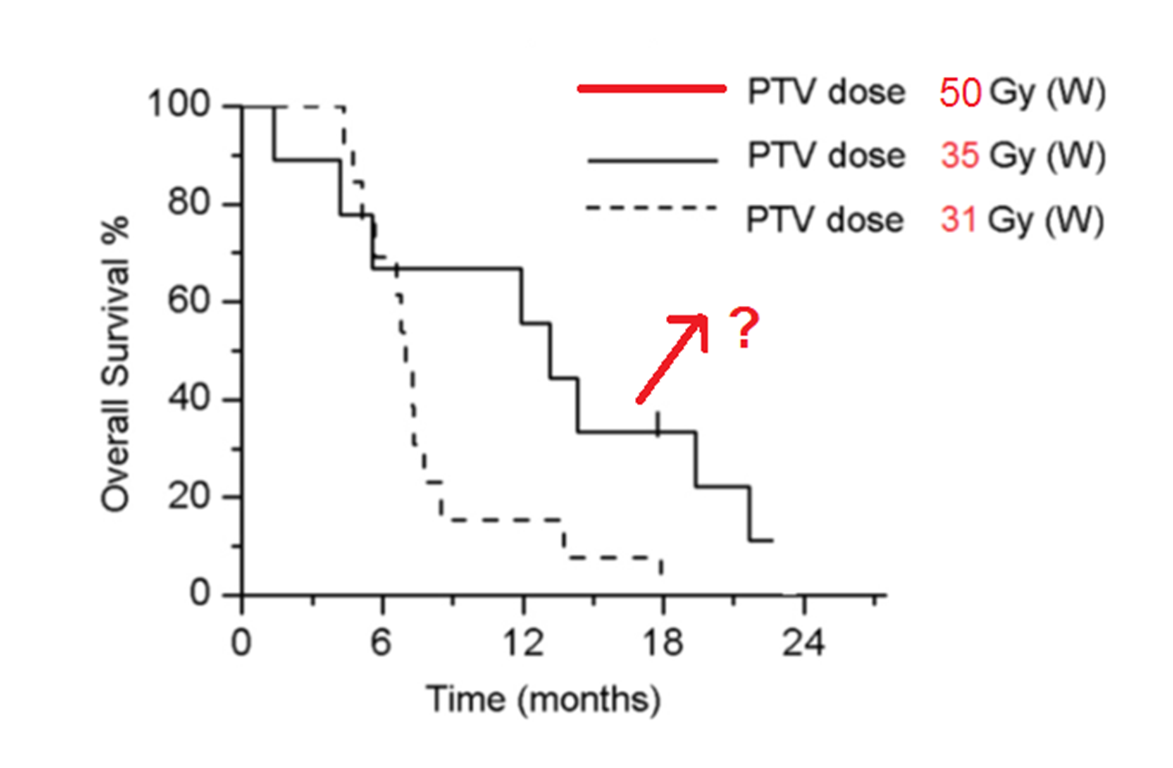 PTV dose 50 Gy (W)
PTV dose 35 Gy (W)
PTV dose 31 Gy (W)
?
Overall Survival %
100
80
60
40
20
0
0 6 12 18 24
Time (months)